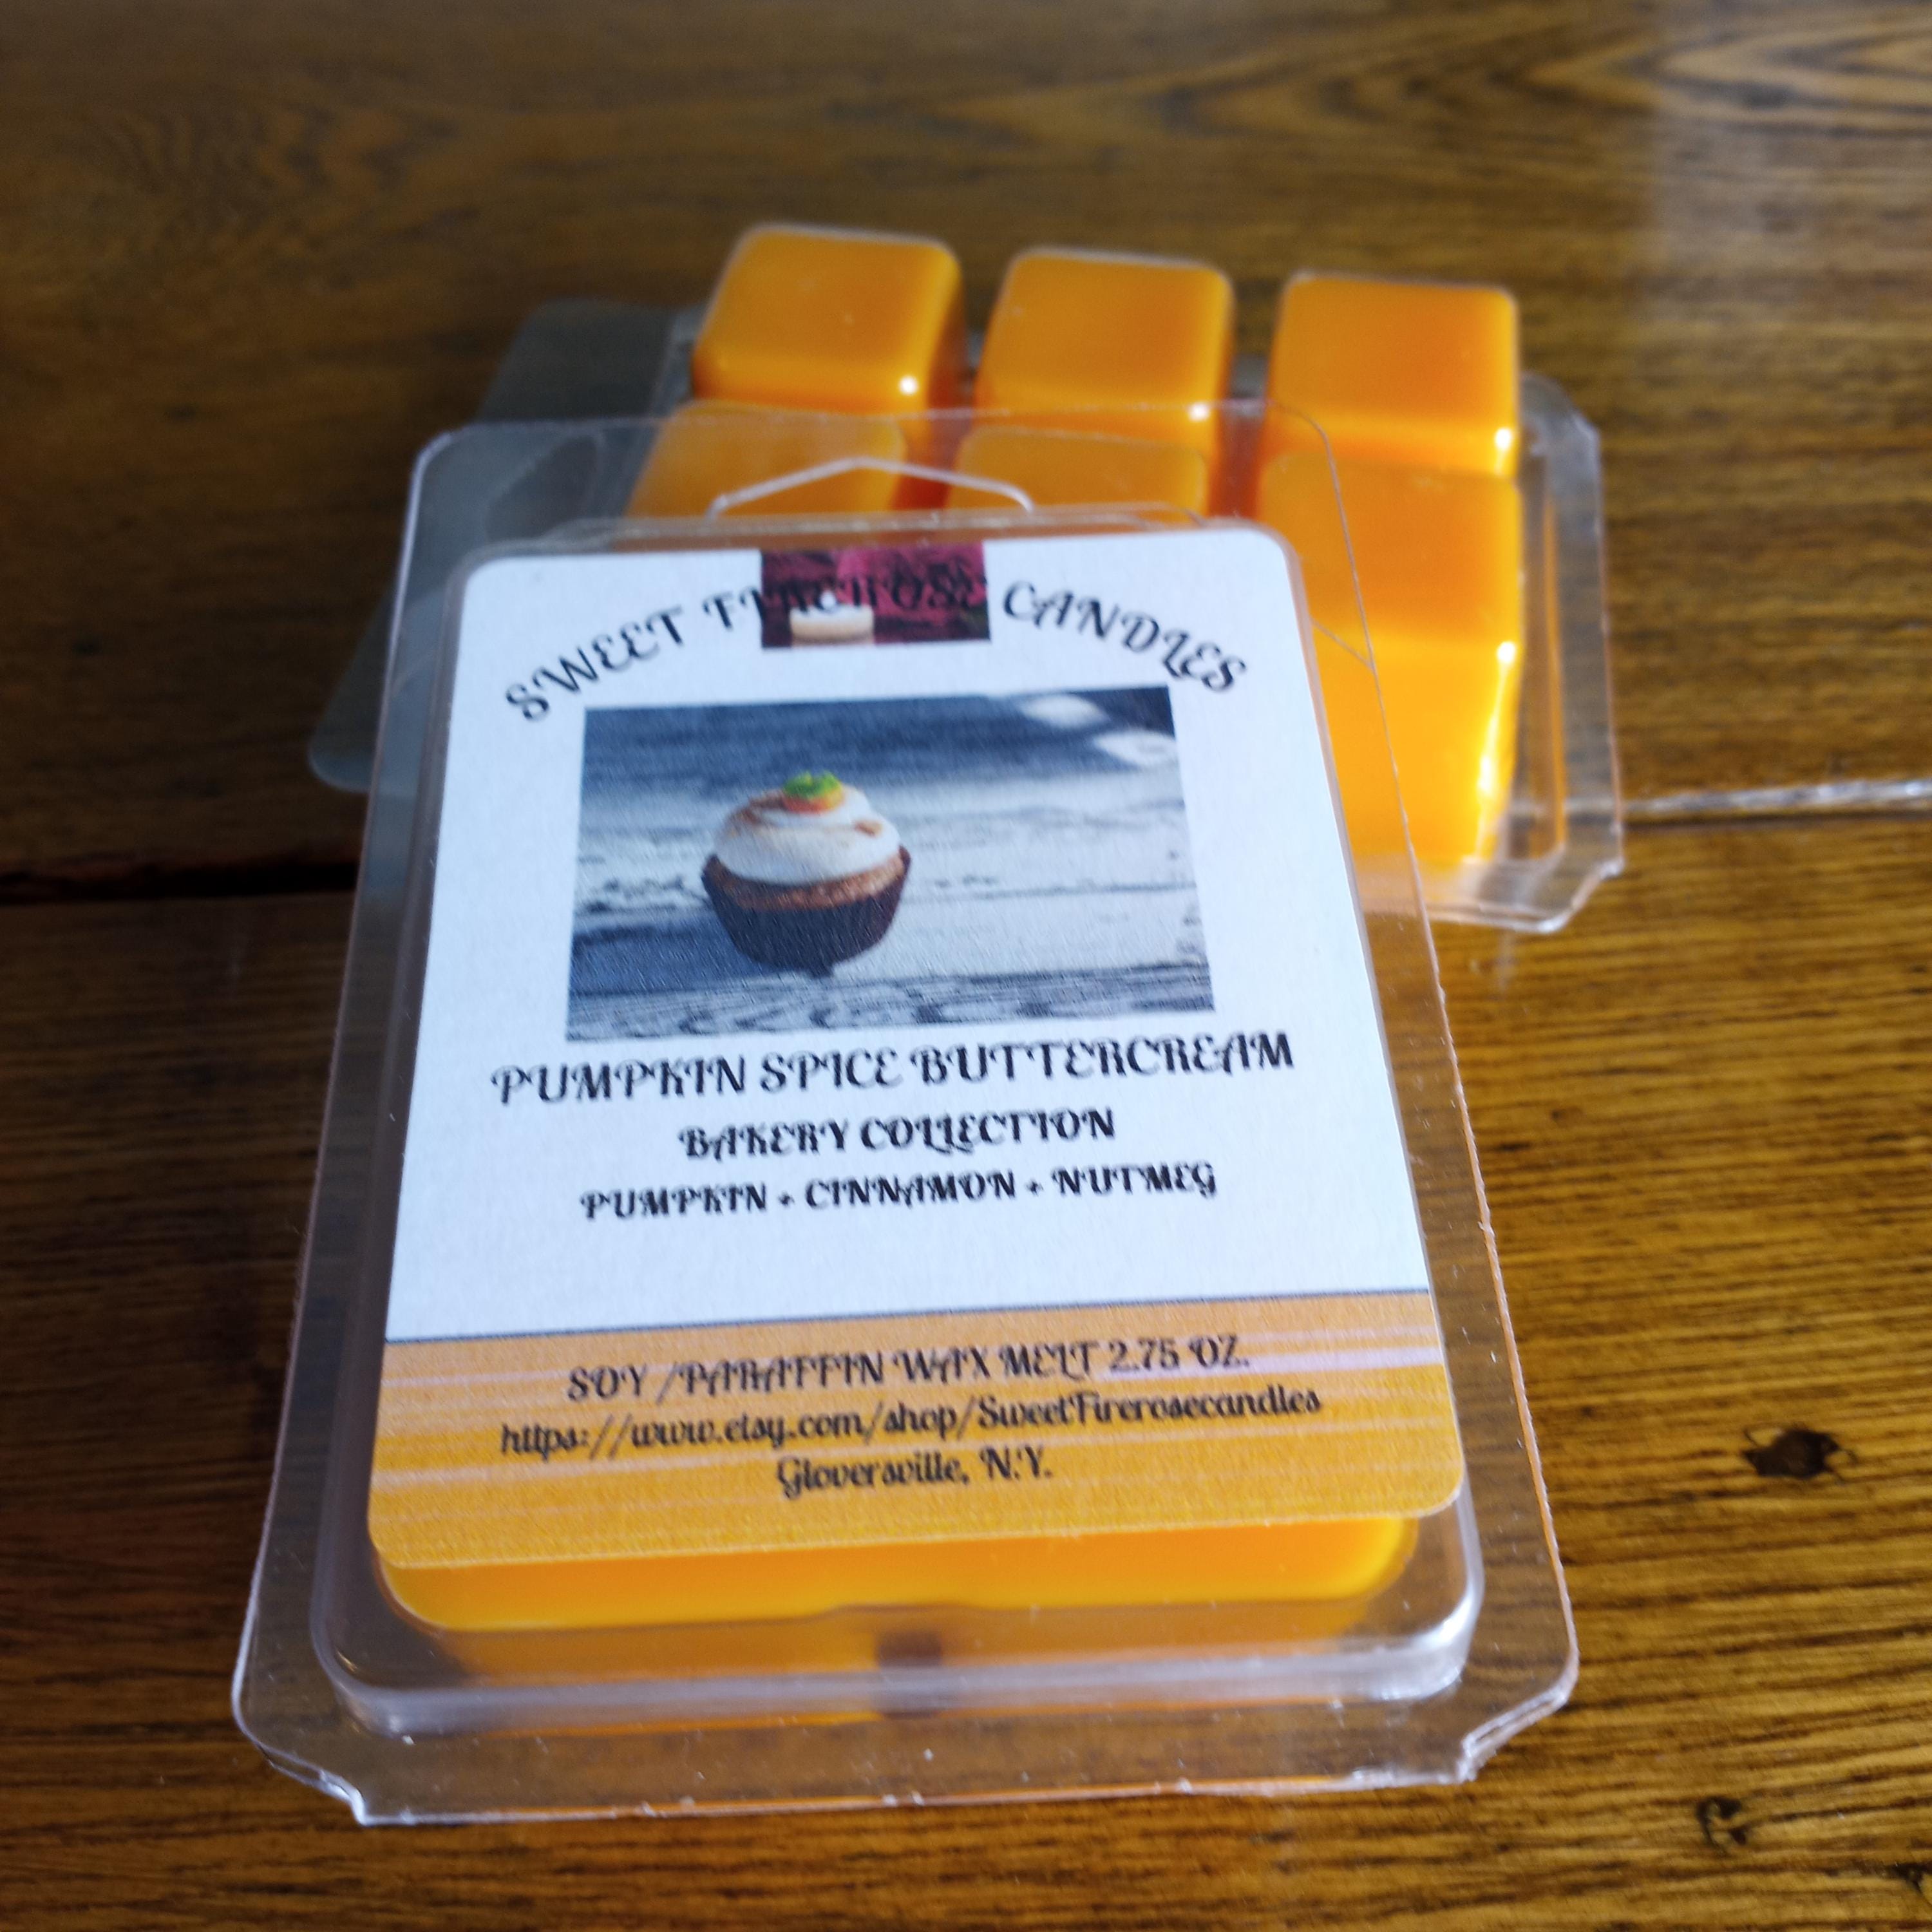 SWEET FIREROSE CANDLES
PUMPKIN SPICE BUTTERCREAM
BAKERY COLLECTION
PUMPKIN + CINNAMON + NUTMEG
SOY /PARAFFIN WAX MELT 2.75 OZ.
https://www.etsy.com/shop/SweetFirerosecandles
Gloversville, N.Y.